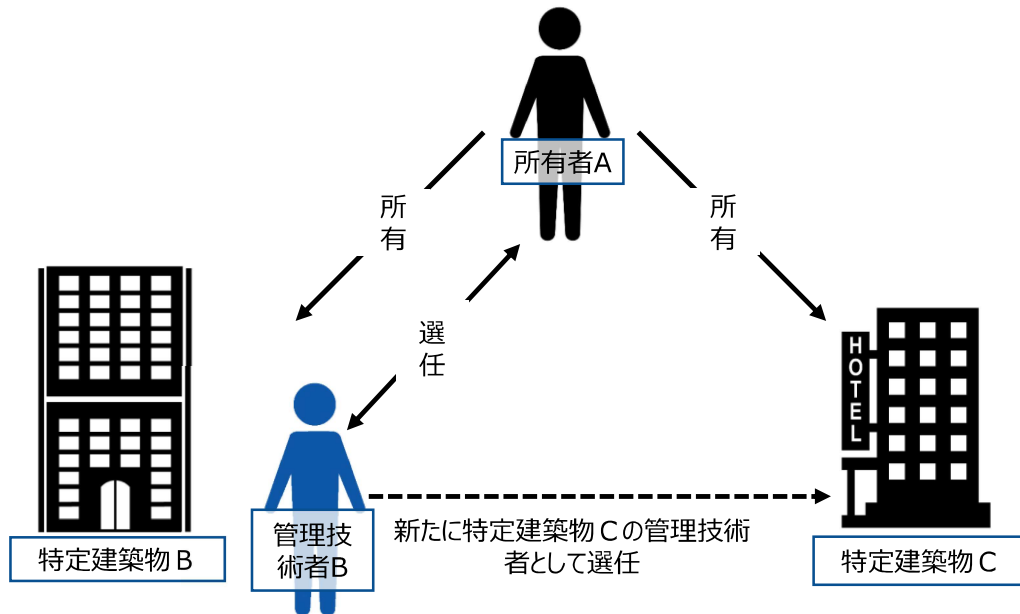 所有者A
所有
所有
選任
HOTEL
管理技
術者B
新たに特定建築物Cの管理技術
者として選任
特定建築物B
特定建築物C